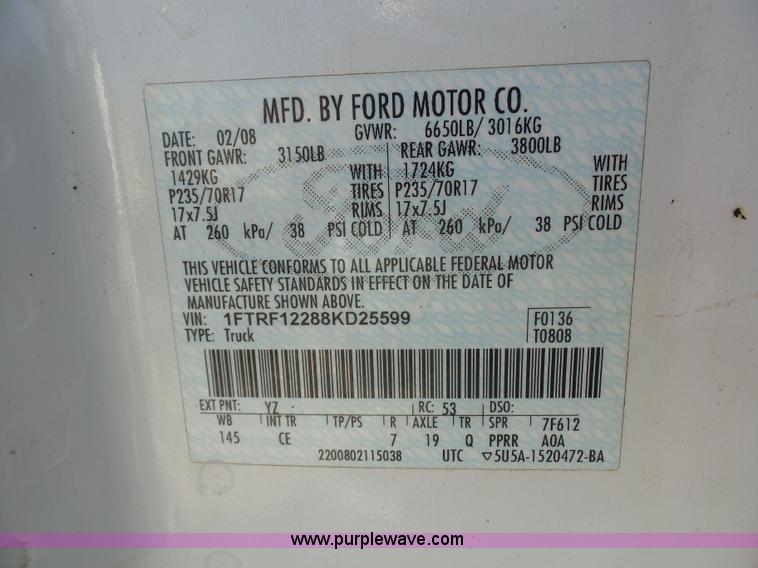 MFD. BY FORD MOTOR CO.
DATE: 02/08 GVWR: 6650LB/ 3016KG
FRONT GAWR: 3150LB REAR GAWR: 3800LB
1429KG WITH 1724KG WITH
P235/70R17 TIRES P235/70R17 TIRES
17x7.5J RIMS 17x7.5J RIMS
AT 260 kPa/ 38 PSI COLD AT 260 kPa/ 38 PSI COLD
Ford
THIS VEHICLE CONFORMS TO ALL APPLICABLE FEDERAL MOTOR
VEHICLE SAFETY STANDARDS IN EFFECT ON THE DATE OF
MANUFACTURE SHOWN ABOVE.
VIN: 1FTRF12288KD25599 F0136
TYPE: Truck T0808
EXT PNT: YZ RC: 53 DSO:
WB INT TR TP/PS R AXLE TR SPR 7F612
145 CE 7 19 Q PPRR AOA
2200802115038 UTC ▽5U5A-1520472-BA
www.purplewave.com